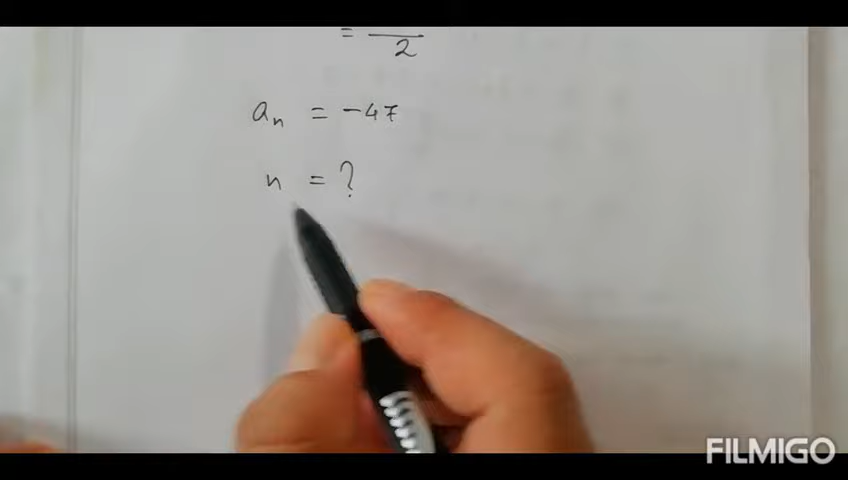 = ― 2
aₙ = -47
n = ?
FILMIGO